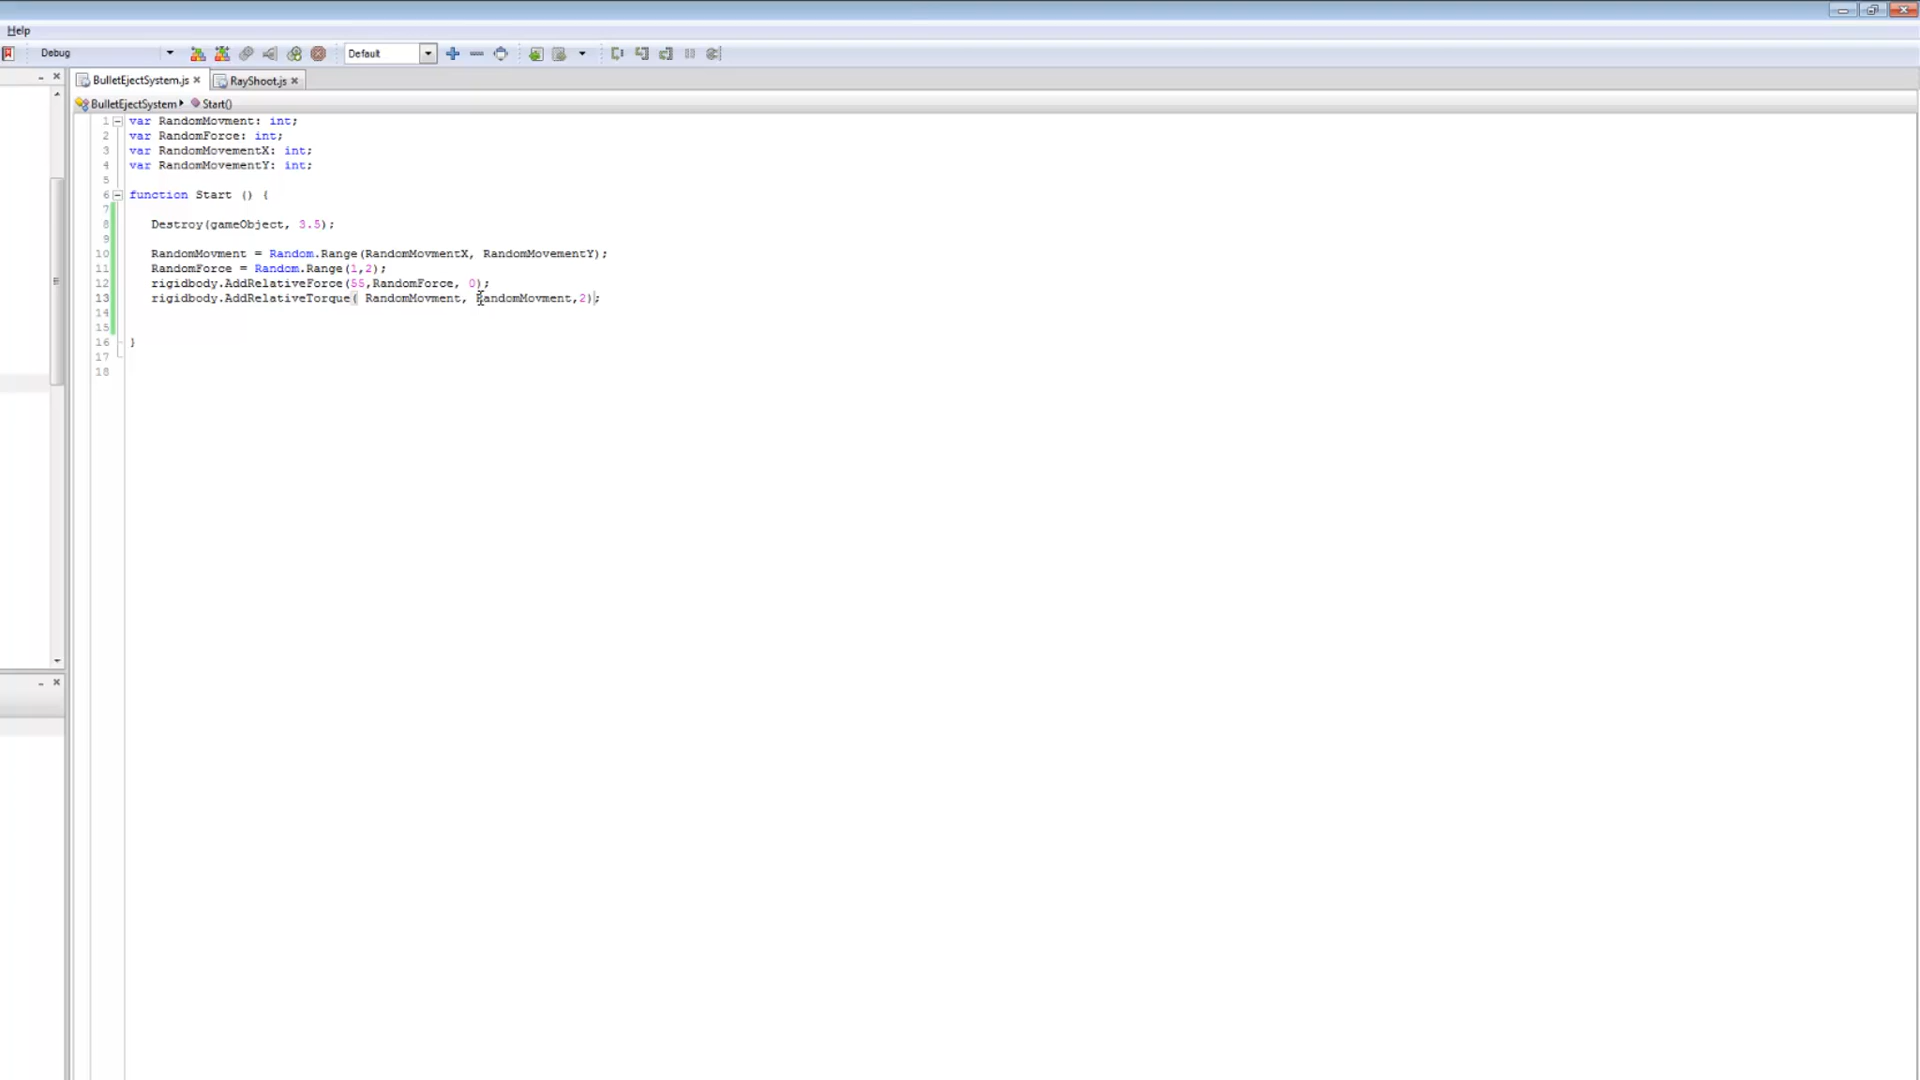 Help
Debug Default
BulletEjectSystem.js RayShoot.js
BulletEjectSystem Start()
1 var RandomMovment: int;
2 var RandomForce: int;
3 var RandomMovementX: int;
4 var RandomMovementY: int;
5
6 function Start () {
7
8 Destroy(gameObject, 3.5);
9
10 RandomMovment = Random.Range(RandomMovmentX, RandomMovementY);
11 RandomForce = Random.Range(1,2);
12 rigidbody.AddRelativeForce(55,RandomForce, 0);
13 rigidbody.AddRelativeTorque( RandomMovment, RandomMovment,2);
14
15
16 }
17
18